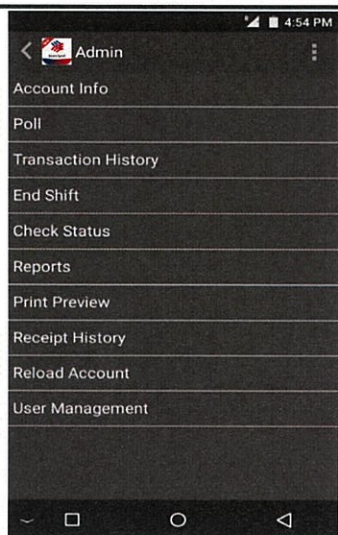 4:54 PM
Admin
Account Info
Poll
Transaction History
End Shift
Check Status
Reports
Print Preview
Receipt History
Reload Account
User Management